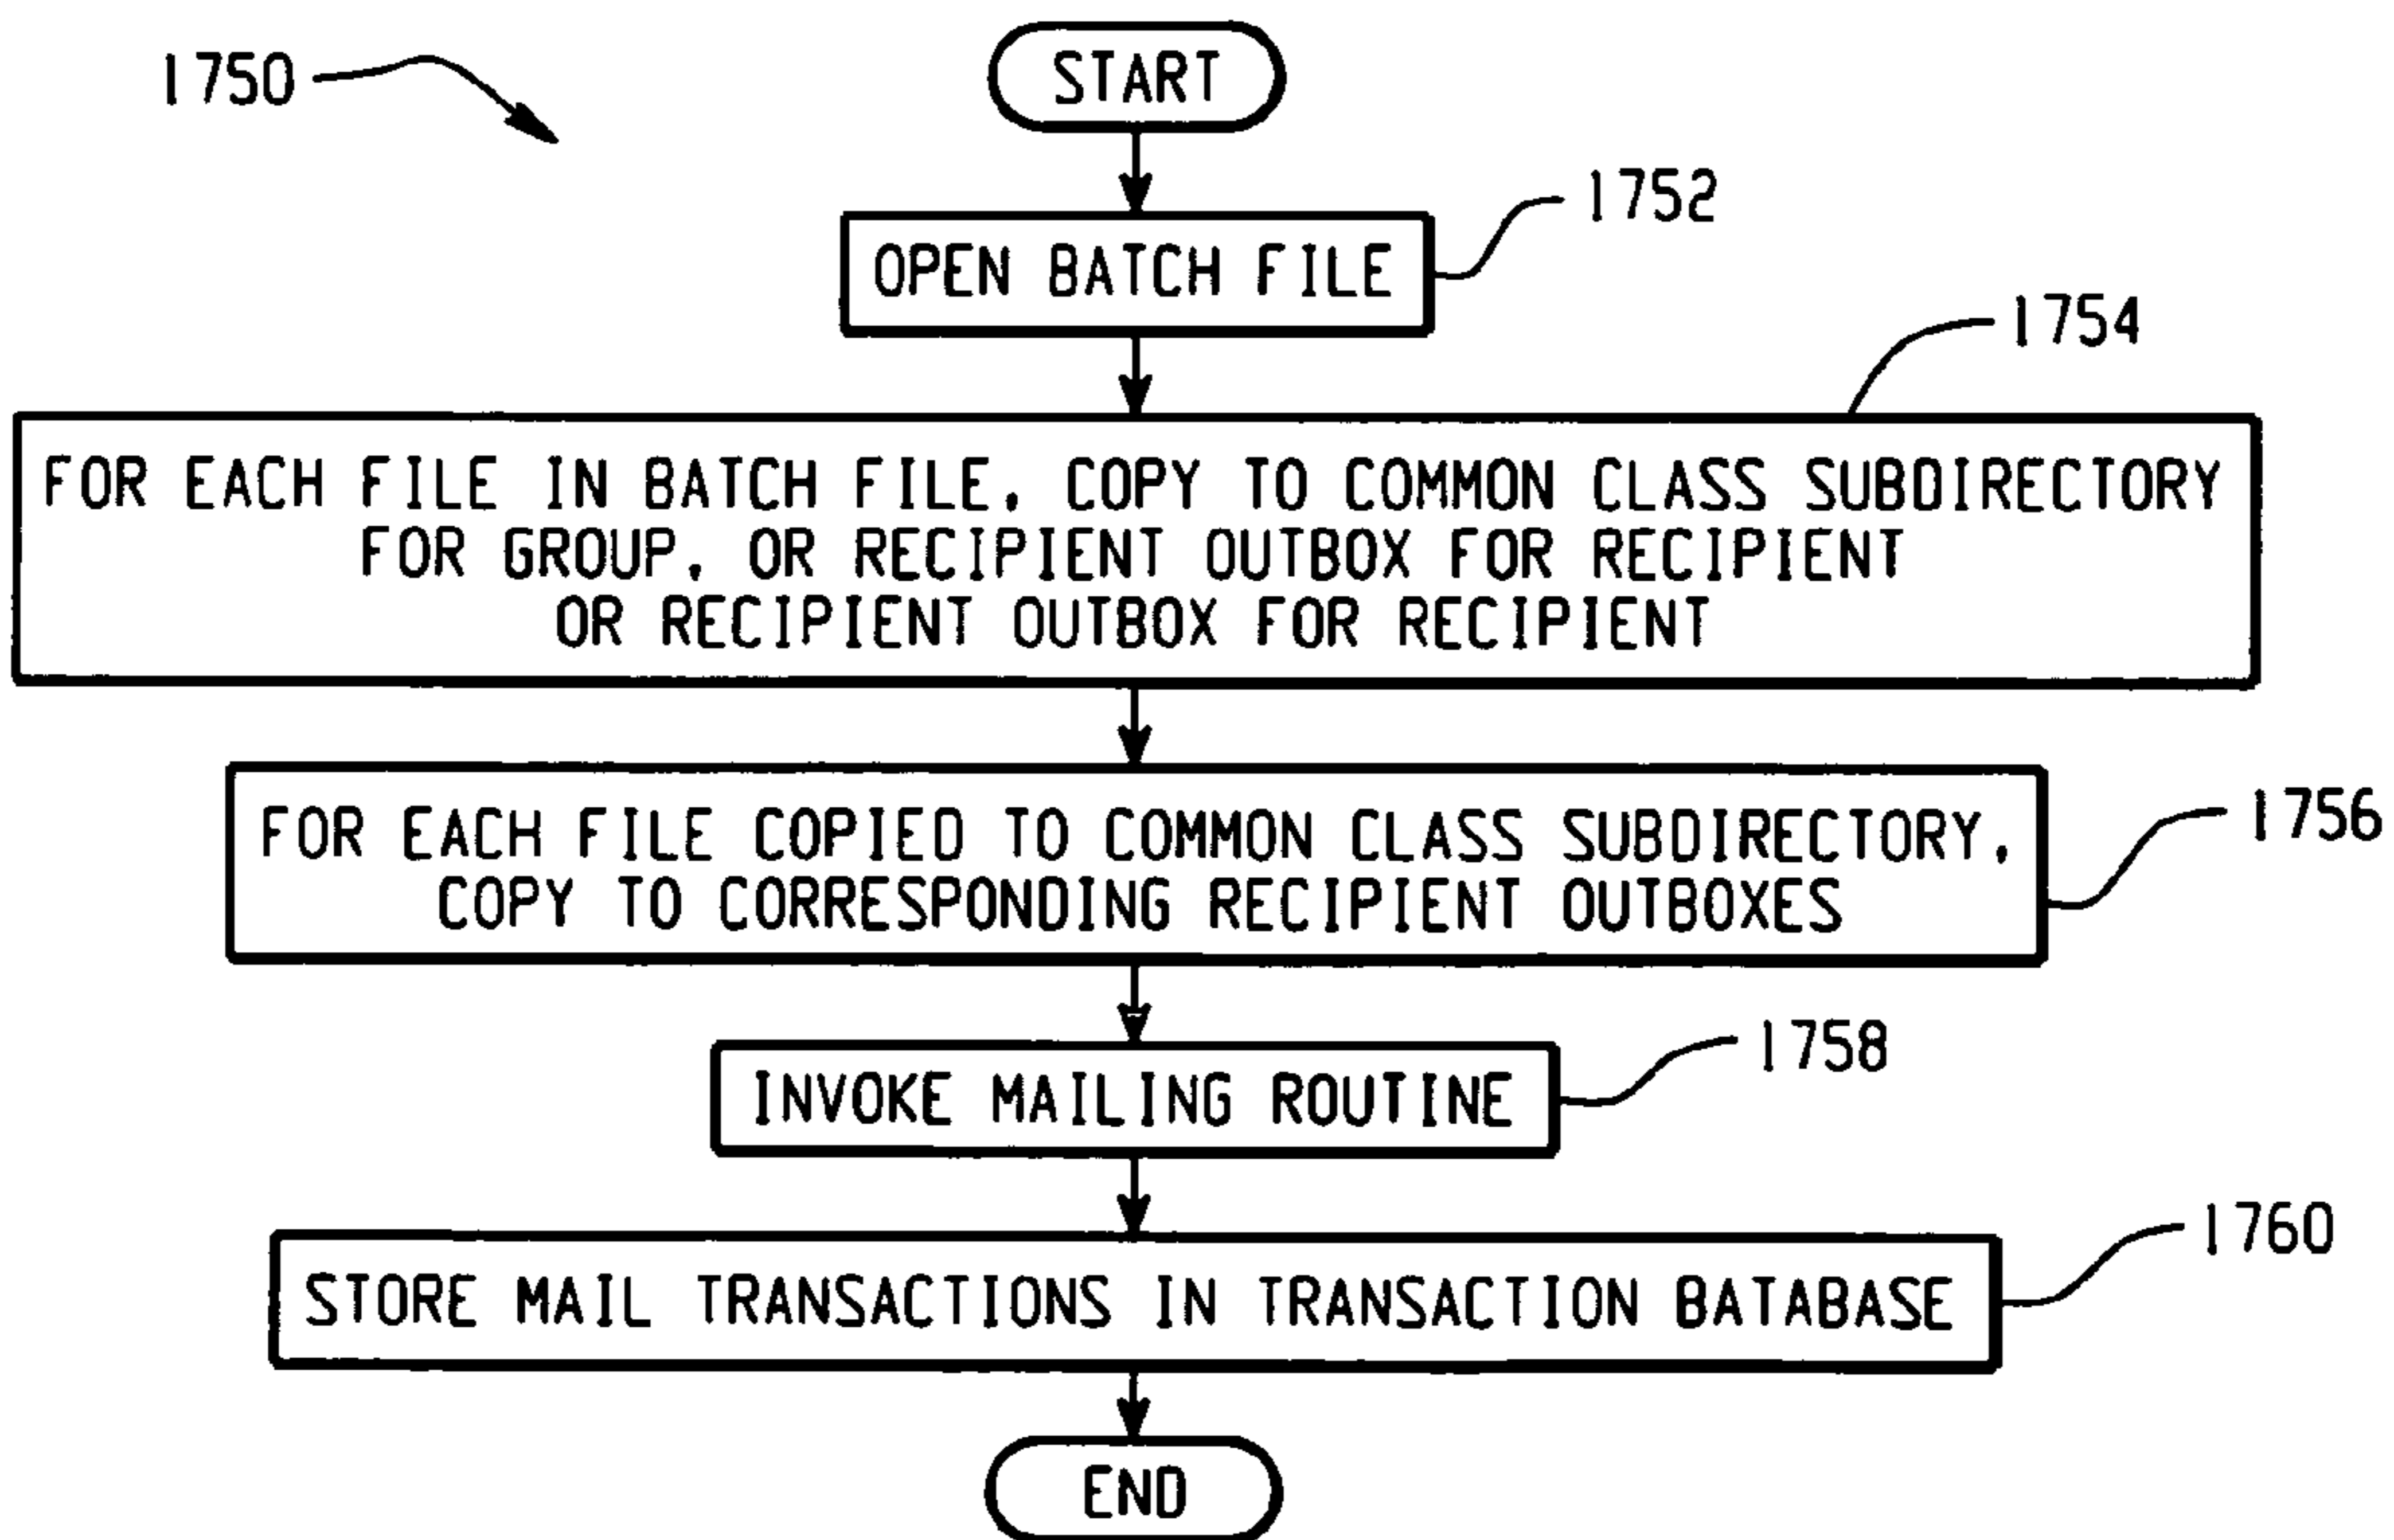 1750
START
1752
OPEN BATCH FILE
1754
FOR EACH FILE IN BATCH FILE, COPY TO COMMON CLASS SUBDIRECTORY
FOR GROUP, OR RECIPIENT OUTBOX FOR RECIPIENT
OR RECIPIENT OUTBOX FOR RECIPIENT
1756
FOR EACH FILE COPIED TO COMMON CLASS SUBDIRECTORY,
COPY TO CORRESPONDING RECIPIENT OUTBOXES
1758
INVOKE MAILING ROUTINE
1760
STORE MAIL TRANSACTIONS IN TRANSACTION BATABASE
END